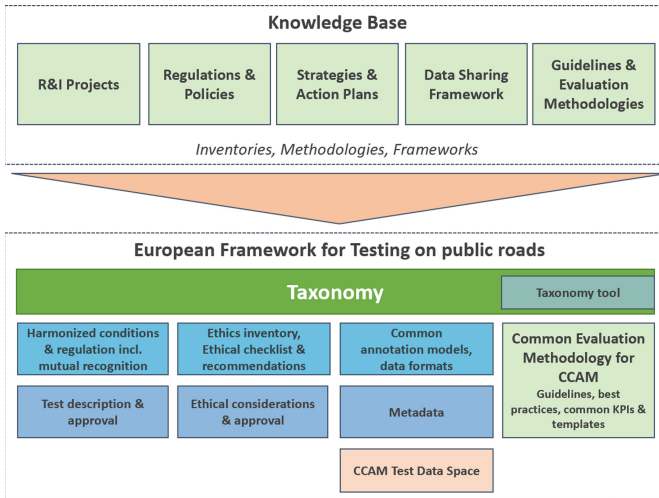 Knowledge Base
R&I Projects
Regulations &
Policies
Strategies &
Action Plans
Data Sharing
Framework
Guidelines &
Evaluation
Methodologies
Inventories, Methodologies, Frameworks
European Framework for Testing on public roads
Taxonomy
Taxonomy tool
Harmonized conditions
& regulation incl.
mutual recognition
Ethics inventory,
Ethical checklist &
recommendations
Common
annotation models,
data formats
Common Evaluation
Methodology for
CCAM
Guidelines, best
practices, common KPIs &
templates
Test description &
approval
Ethical considerations
& approval
Metadata
CCAM Test Data Space